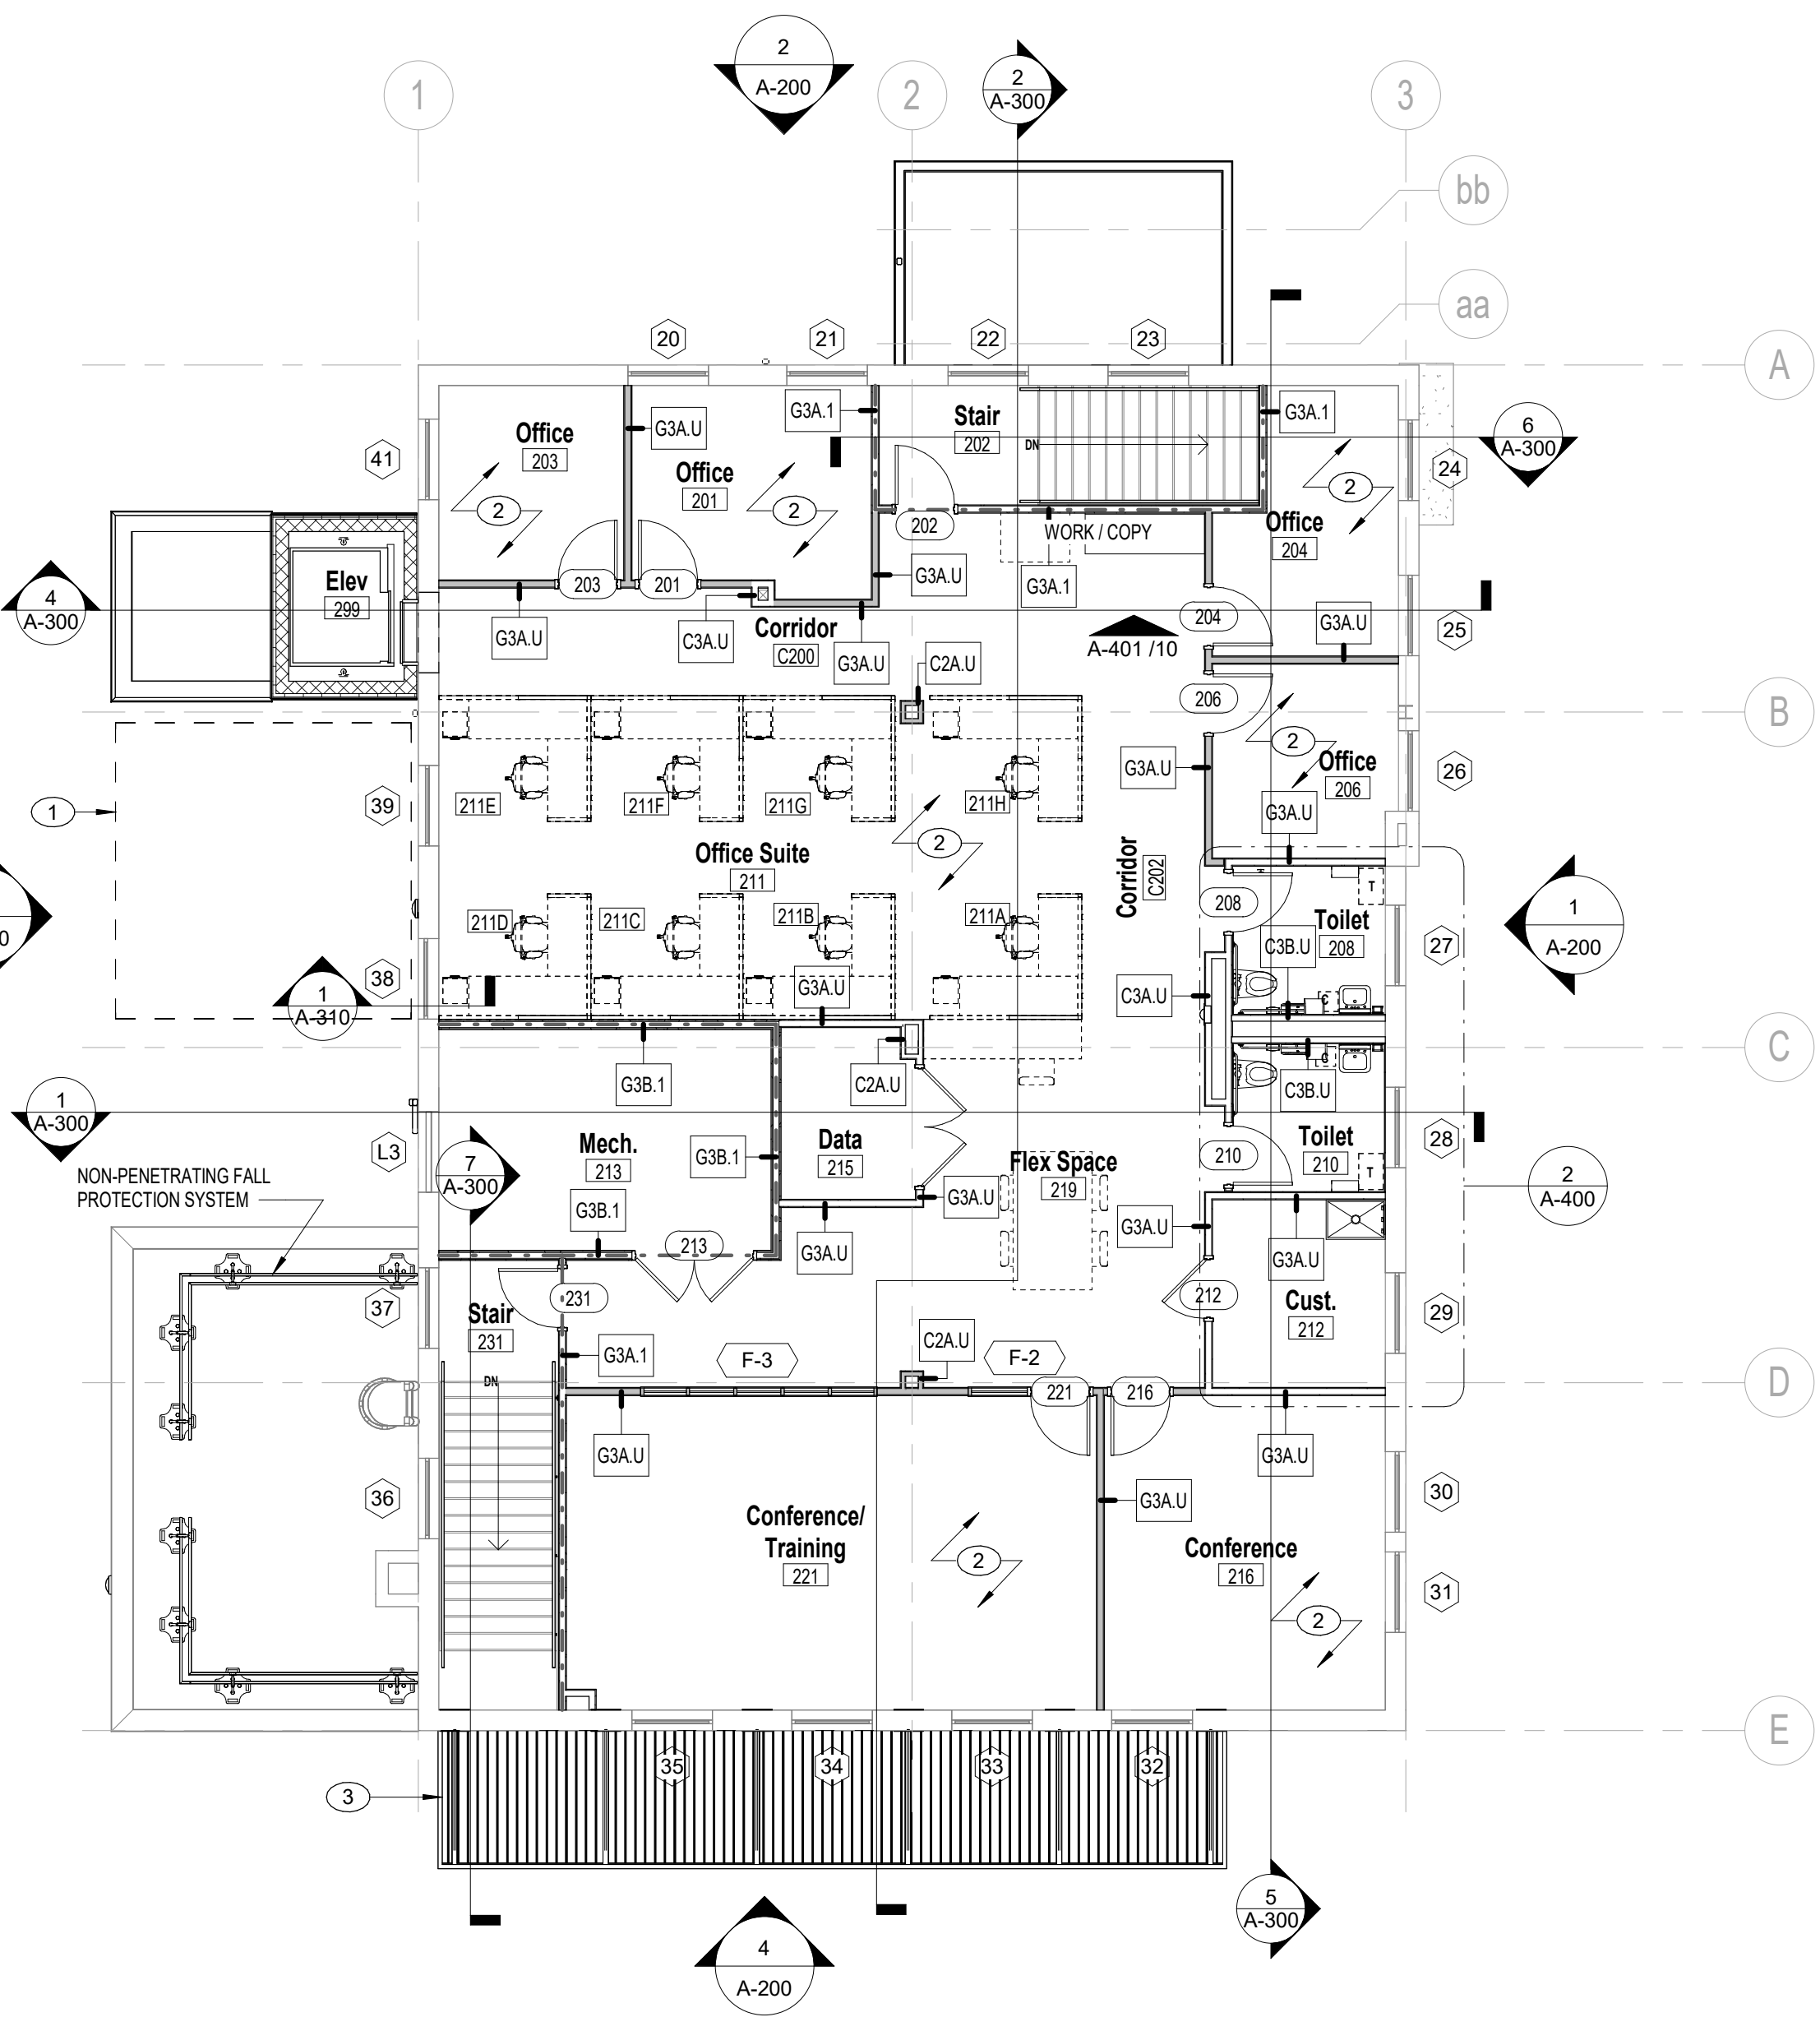 2
A-200
2
A-300
1
2
3
bb
aa
20
21
22
23
A
G3A.1
G3A.U
Stair
202
DN
G3A.1
6
A-300
41
Office
203
Office
201
24
2
2
2
202
WORK / COPY
Office
204
Elev
299
203
201
G3A.U
G3A.1
4
A-300
G3A.U
C3A.U
Corridor
C200
G3A.U
C2A.U
204
A-401 /10
G3A.U
25
206
B
2
G3A.U
Office
206
26
1
39
211E
211F
211G
211H
G3A.U
2
Office Suite
211
Corridor
C202
208
T
Toilet
208
1
A-200
0
211D
211C
211B
211A
C3B.U
27
38
1
A-310
G3A.U
C3A.U
C
C
C
G3B.1
C2A.U
C3B.U
1
A-300
L3
7
A-300
Mech.
213
G3B.1
Data
215
Flex Space
219
210
Toilet
210
T
28
NON-PENETRATING FALL
PROTECTION SYSTEM
2
A-400
G3B.1
213
G3A.U
G3A.U
G3A.U
G3A.U
37
231
Stair
231
212
Cust.
212
29
G3A.1
F-3
C2A.U
F-2
DN
221
216
D
G3A.U
G3A.U
36
G3A.U
30
Conference/
Training
221
2
Conference
216
31
2
E
35
34
33
32
3
5
A-300
4
A-200